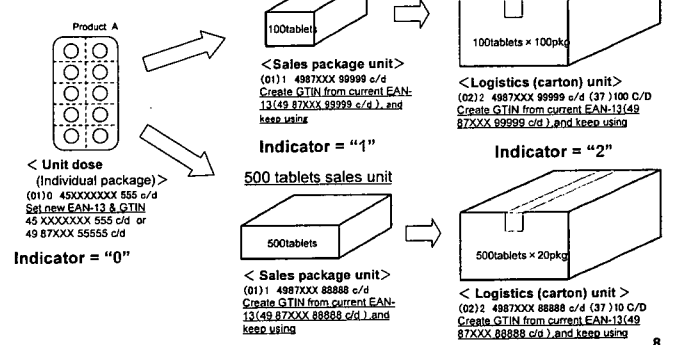 Product A
< Unit dose
(Individual package)>
(01)0 45XXXXXXX 555 c/d
Set new EAN-13 & GTIN
45 XXXXXXX 555 c/d or
49 87XXX 55555 c/d
Indicator = “0”
100tablets
<Sales package unit>
(01)1 4987XXX 99999 c/d
Create GTIN from current EAN-
13(49 87XXX 99999 c/d ), and
keep using
Indicator = “1”
100tablets × 100pkg
<Logistics (carton) unit>
(02)2 4987XXX 99999 c/d (37 )100 C/D
Create GTIN from current EAN-13(49
87XXX 99999 c/d ),and keep using
Indicator = “2”
500 tablets sales unit
500tablets
< Sales package unit>
(01)1 4987XXX 88888 c/d
Create GTIN from current EAN-
13(49 87XXX 88888 c/d ),and
keep using
500tablets × 20pkg
< Logistics (carton) unit >
(02)2 4987XXX 88888 c/d (37 )10 C/D
Create GTIN from current EAN-13(49
87XXX 88888 c/d ),and keep using
8